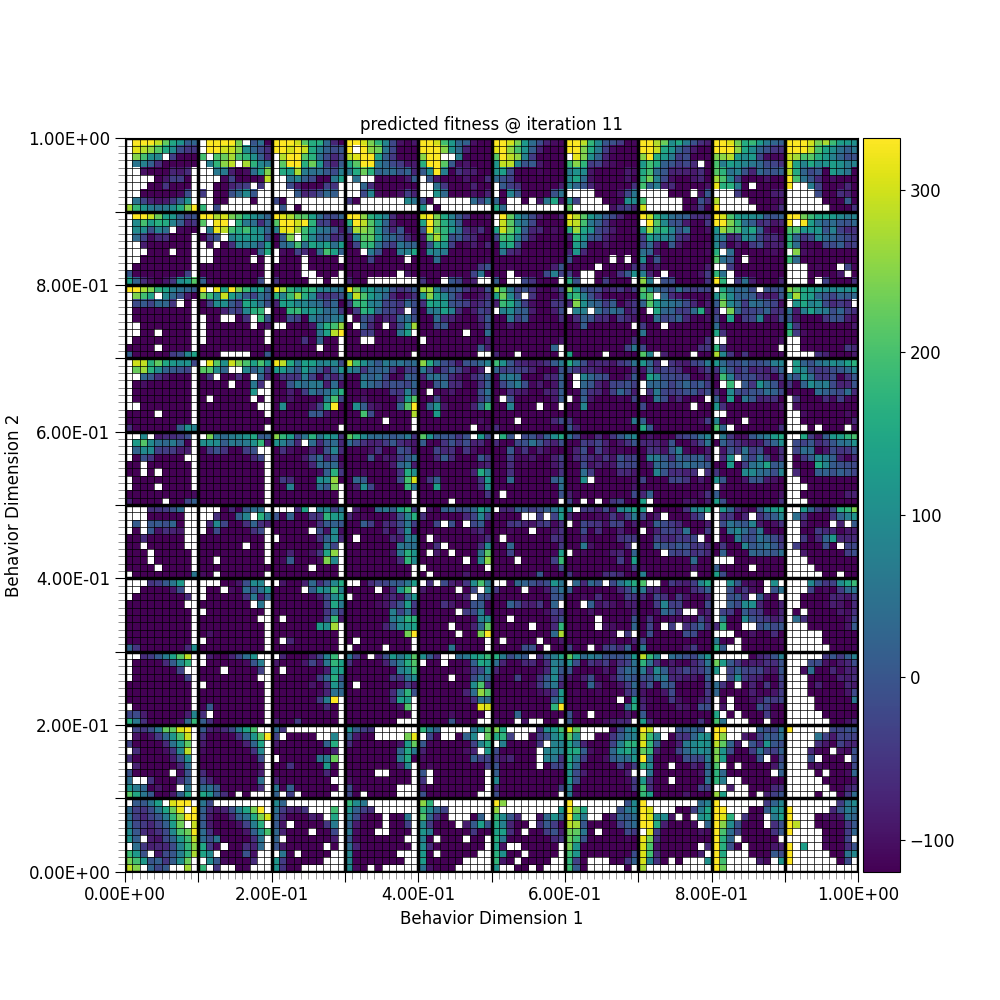 predicted fitness @ iteration 11
1.00E+00
8.00E-01
6.00E-01
4.00E-01
2.00E-01
0.00E+00
Behavior Dimension 2
0.00E+00 2.00E-01 4.00E-01 6.00E-01 8.00E-01 1.00E+00
Behavior Dimension 1
300
200
100
0
−100